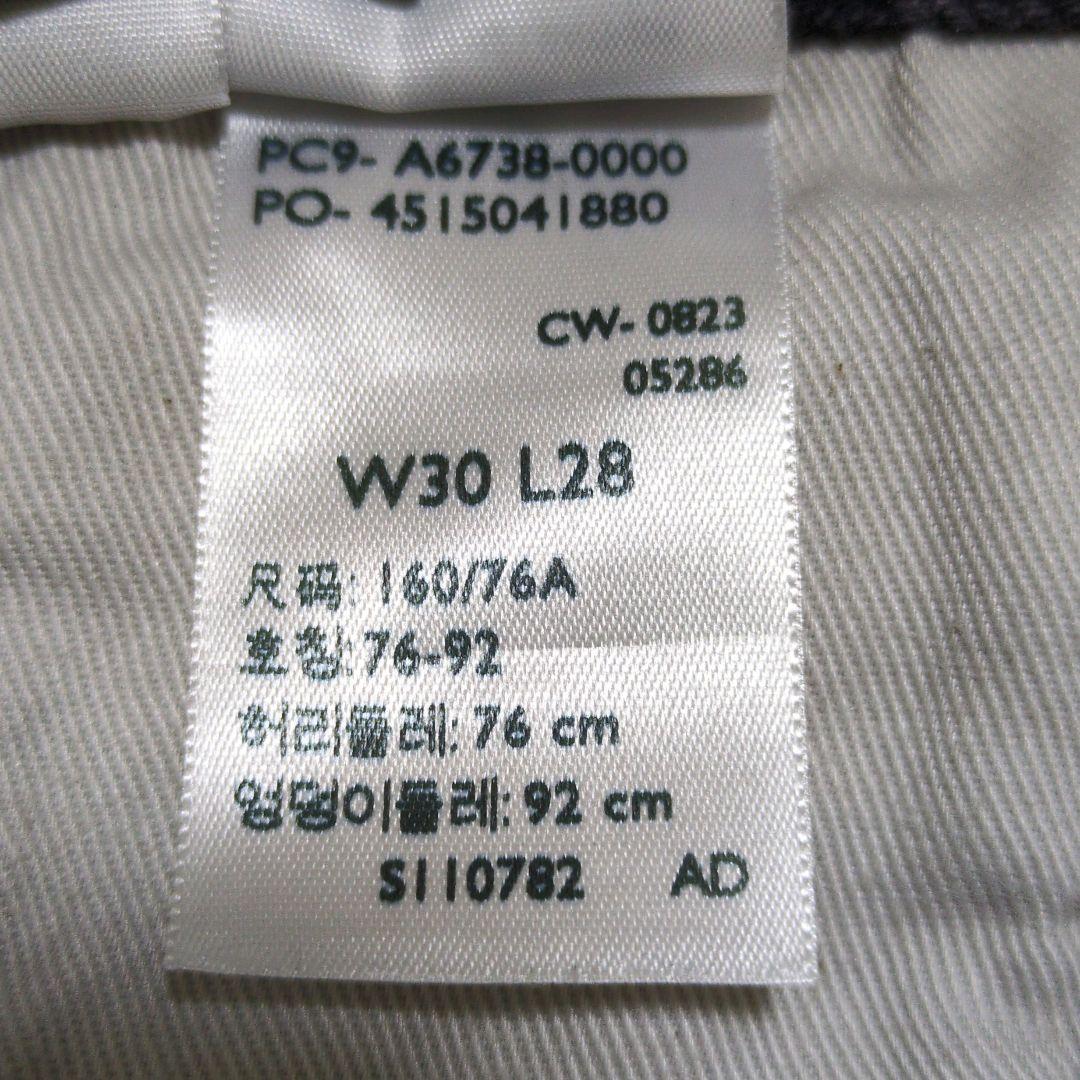 PC9- A6738-0000
PO- 4515041880
CW- 0823
05286
W30 L28
尺码: 160/76A
호칭: 76-92
허리둘레: 76 cm
엉덩이둘레: 92 cm
S110782 AD